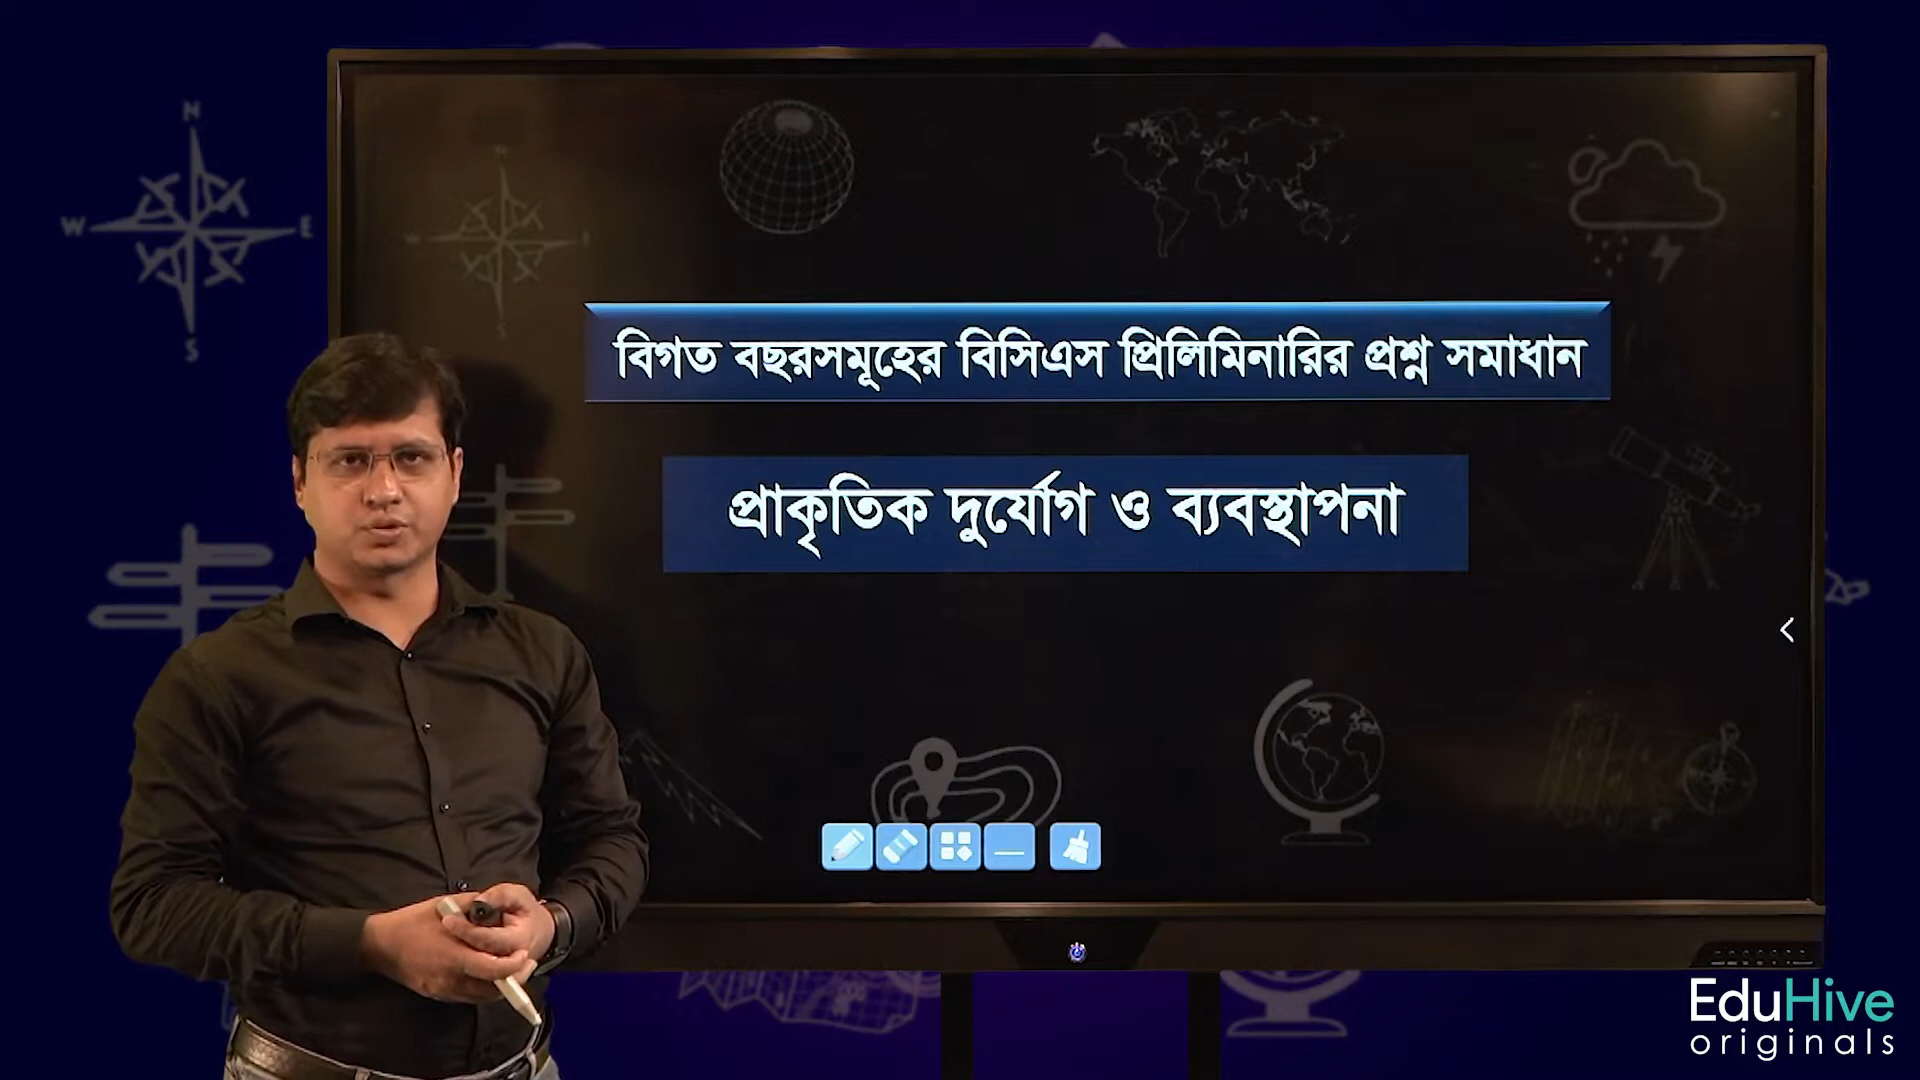 N
W E
S
বিগত বছরসমূহের বিসিএস প্রিলিমিনারির প্রশ্ন সমাধান
প্রাকৃতিক দুর্যোগ ও ব্যবস্থাপনা
EduHive
originals